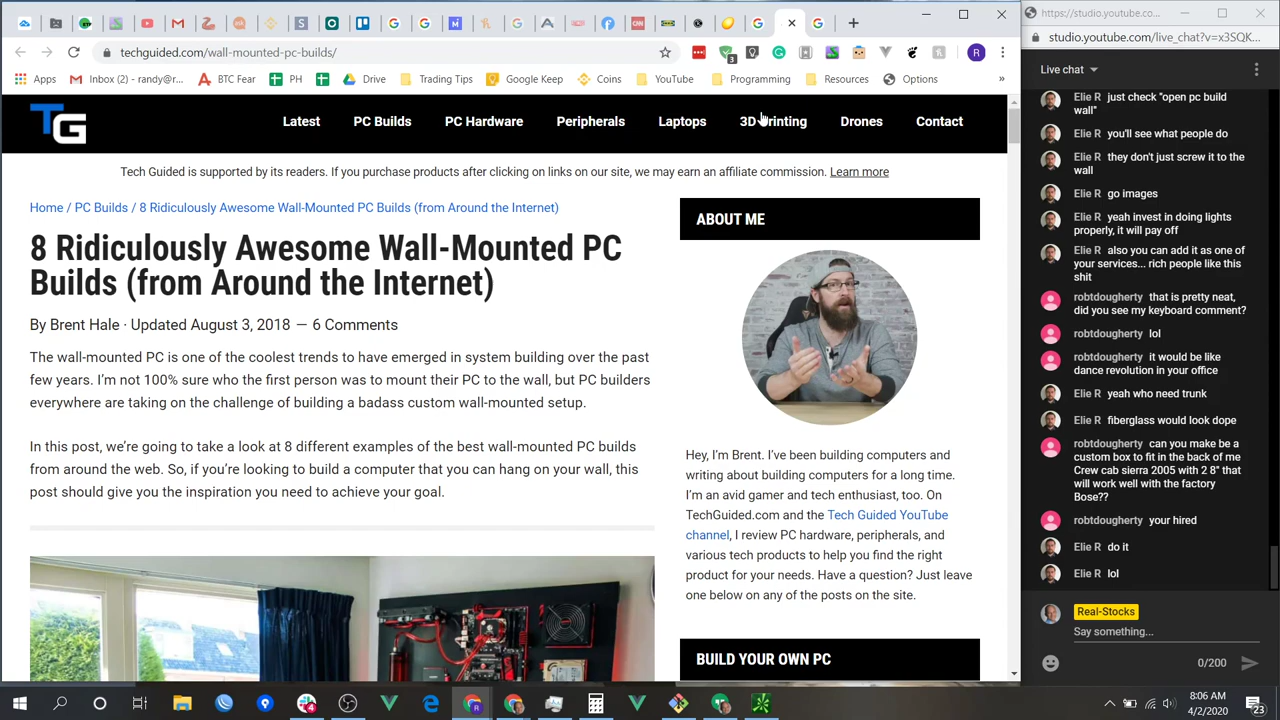 techguided.com/wall-mounted-pc-builds/
3
R
Apps
Inbox (2) - randy@r...
BTC Fear
PH
Drive
Trading Tips
Google Keep
Coins
YouTube
Programming
Resources
Options
»
TG
Latest
PC Builds
PC Hardware
Peripherals
Laptops
3D Printing
Drones
Contact
Tech Guided is supported by its readers. If you purchase products after clicking on links on our site, we may earn an affiliate commission. Learn more
Home / PC Builds / 8 Ridiculously Awesome Wall-Mounted PC Builds (from Around the Internet)
8 Ridiculously Awesome Wall-Mounted PC
Builds (from Around the Internet)
By Brent Hale · Updated August 3, 2018 — 6 Comments
The wall-mounted PC is one of the coolest trends to have emerged in system building over the past
few years. I'm not 100% sure who the first person was to mount their PC to the wall, but PC builders
everywhere are taking on the challenge of building a badass custom wall-mounted setup.
In this post, we're going to take a look at 8 different examples of the best wall-mounted PC builds
from around the web. So, if you're looking to build a computer that you can hang on your wall, this
post should give you the inspiration you need to achieve your goal.
ABOUT ME
Hey, I'm Brent. I've been building computers and
writing about building computers for a long time.
I'm an avid gamer and tech enthusiast, too. On
TechGuided.com and the Tech Guided YouTube
channel, I review PC hardware, peripherals, and
various tech products to help you find the right
product for your needs. Have a question? Just leave
one below on any of the posts on the site.
BUILD YOUR OWN PC
https://studio.youtube.co...
studio.youtube.com/live_chat?v=x3SQK...
Live chat
Elie R just check "open pc build
wall"
Elie R you'll see what people do
Elie R they don't just screw it to the
wall
Elie R go images
Elie R yeah invest in doing lights
properly, it will pay off
Elie R also you can add it as one of
your services... rich people like this
shit
robtdougherty that is pretty neat,
did you see my keyboard comment?
robtdougherty lol
robtdougherty it would be like
dance revolution in your office
Elie R yeah who need trunk
Elie R fiberglass would look dope
robtdougherty can you make be a
custom box to fit in the back of me
Crew cab sierra 2005 with 2 8" that
will work well with the factory
Bose??
robtdougherty your hired
Elie R do it
Elie R lol
Real-Stocks
Say something...
0/200
8:06 AM
4/2/2020
23